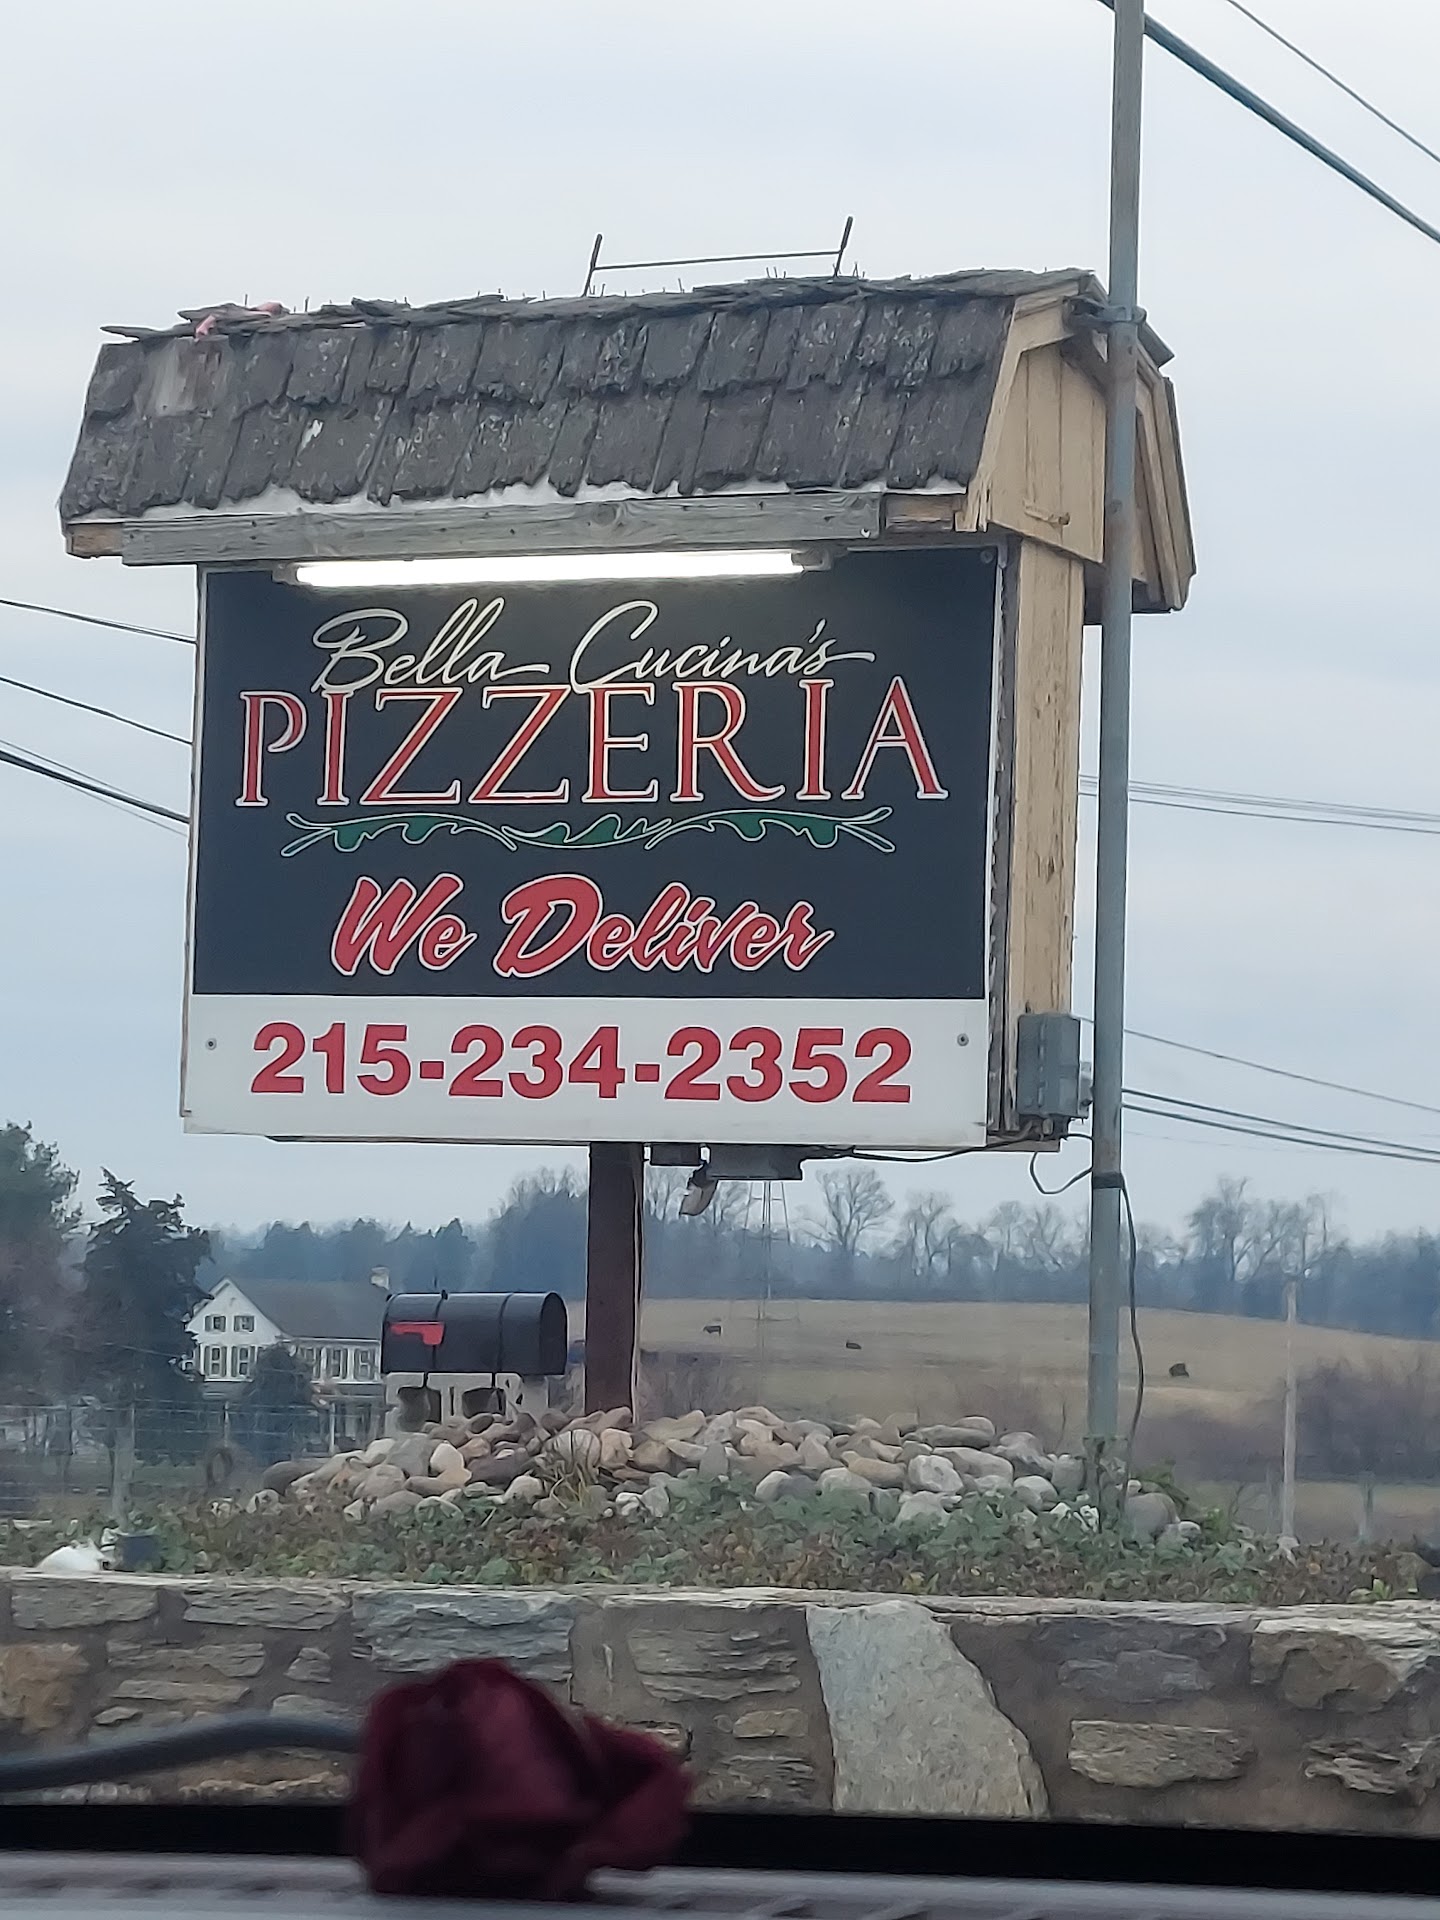 Bella Cucina's
PIZZERIA
We Deliver
215-234-2352